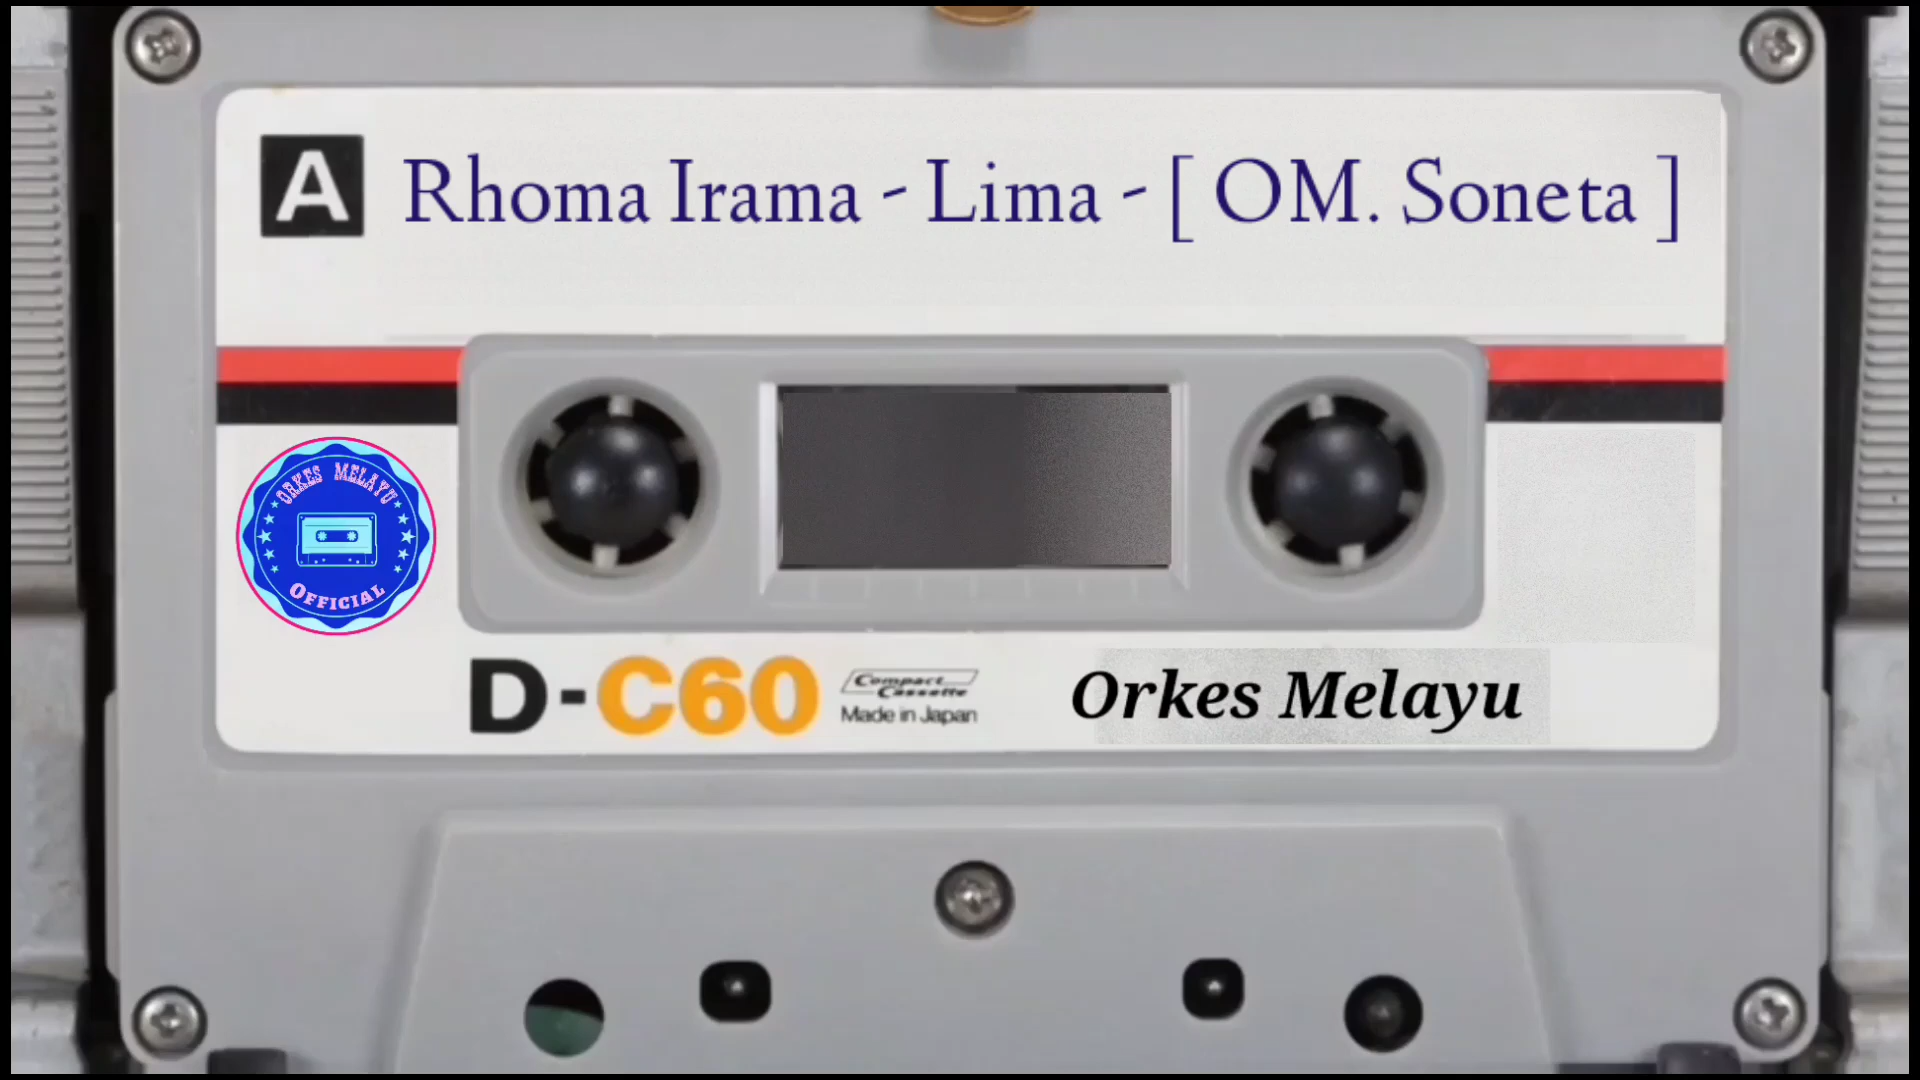 A
Rhoma Irama - Lima - [ OM. Soneta ]
ORKES MELAYU
OFFICIAL
D-C60
Compact
Cassette
Made in Japan
Orkes Melayu